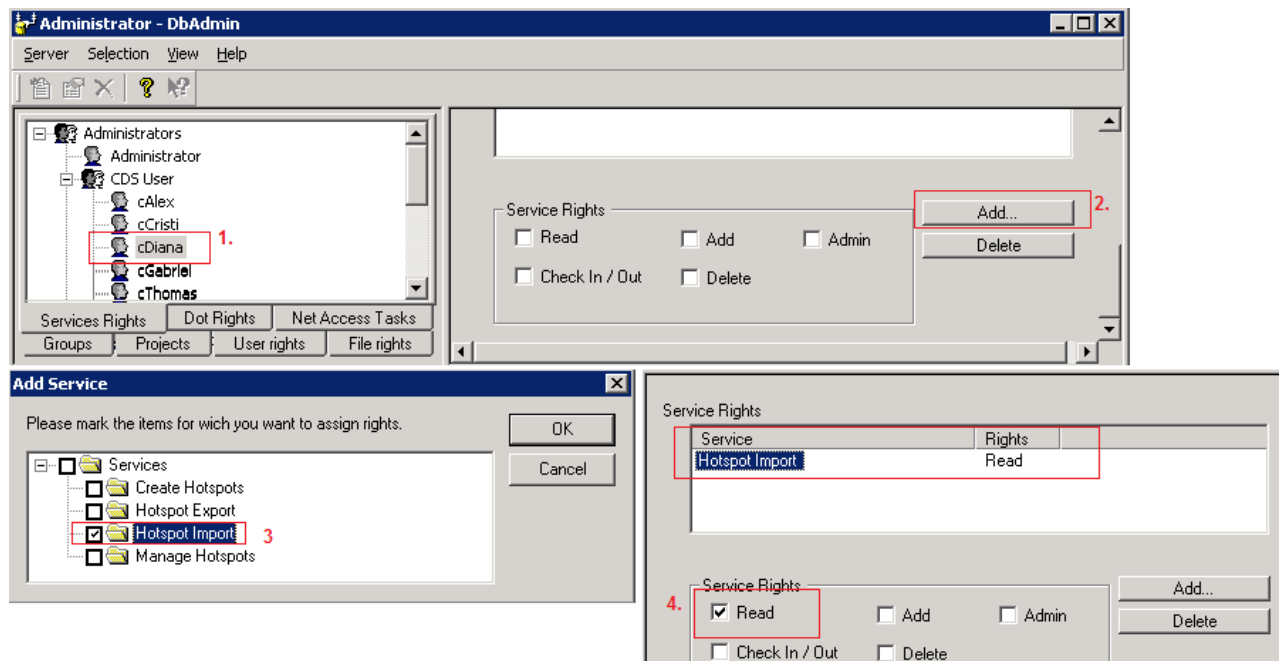 Administrator - DbAdmin
Server Selection View Help
Administrators
Administrator
CDS User
cAlex
cCristi
cDiana
1.
cGabriel
cThomas
Services Rights Dot Rights Net Access Tasks
Groups Projects User rights File rights
Service Rights
Read Add Admin
Check In / Out Delete
Add...
2.
Delete
Add Service
Please mark the items for wich you want to assign rights.
OK
Cancel
Services
Create Hotspots
Hotspot Export
Hotspot Import
3
Manage Hotspots
Service Rights
Service Rights
Hotspot Import Read
Service Rights
4.
Read Add Admin
Check In / Out Delete
Add...
Delete